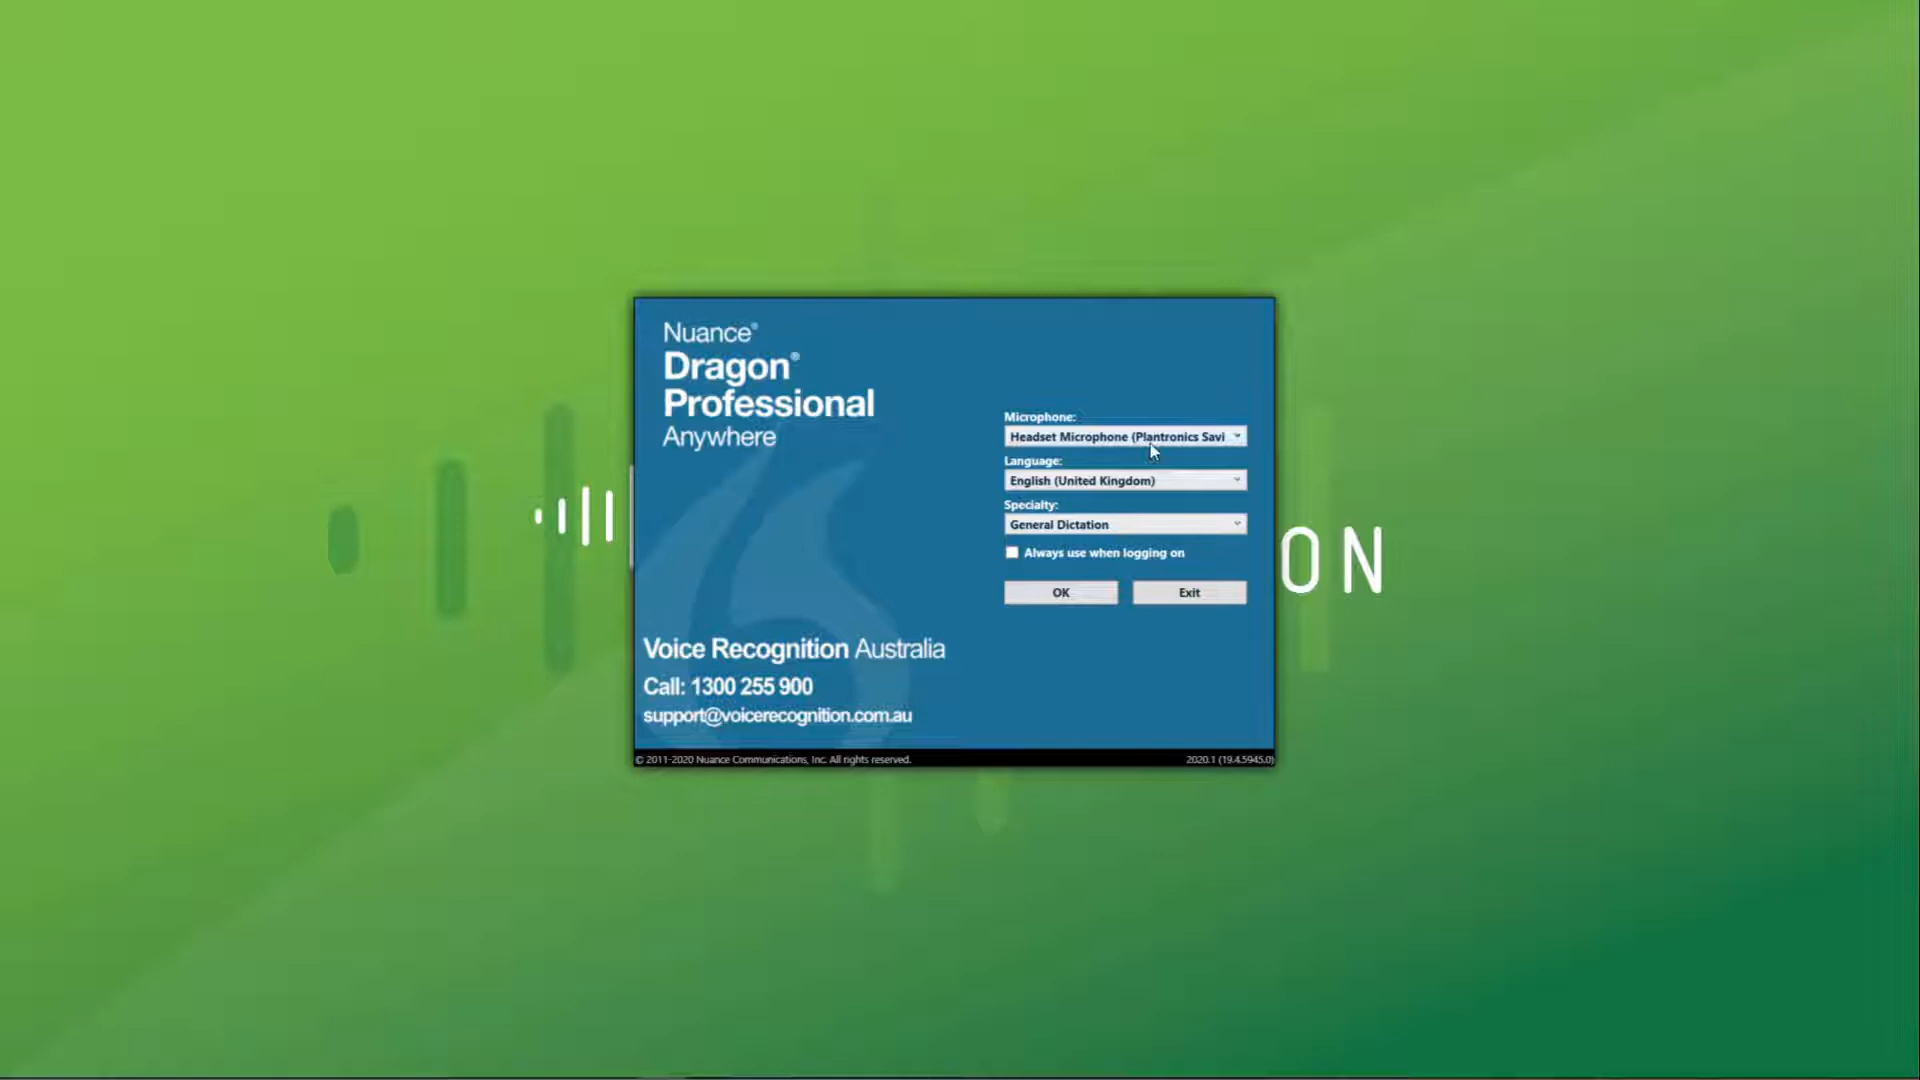 Nuance®
Dragon®
Professional
Anywhere
Microphone:
Headset Microphone (Plantronics Savi
Language:
English (United Kingdom)
Specialty:
General Dictation
Always use when logging on
OK
Exit
ON
Voice Recognition Australia
Call: 1300 255 900
support@voicerecognition.com.au
© 2011-2020 Nuance Communications, Inc. All rights reserved.
2020.1 (19.4.5945.0)